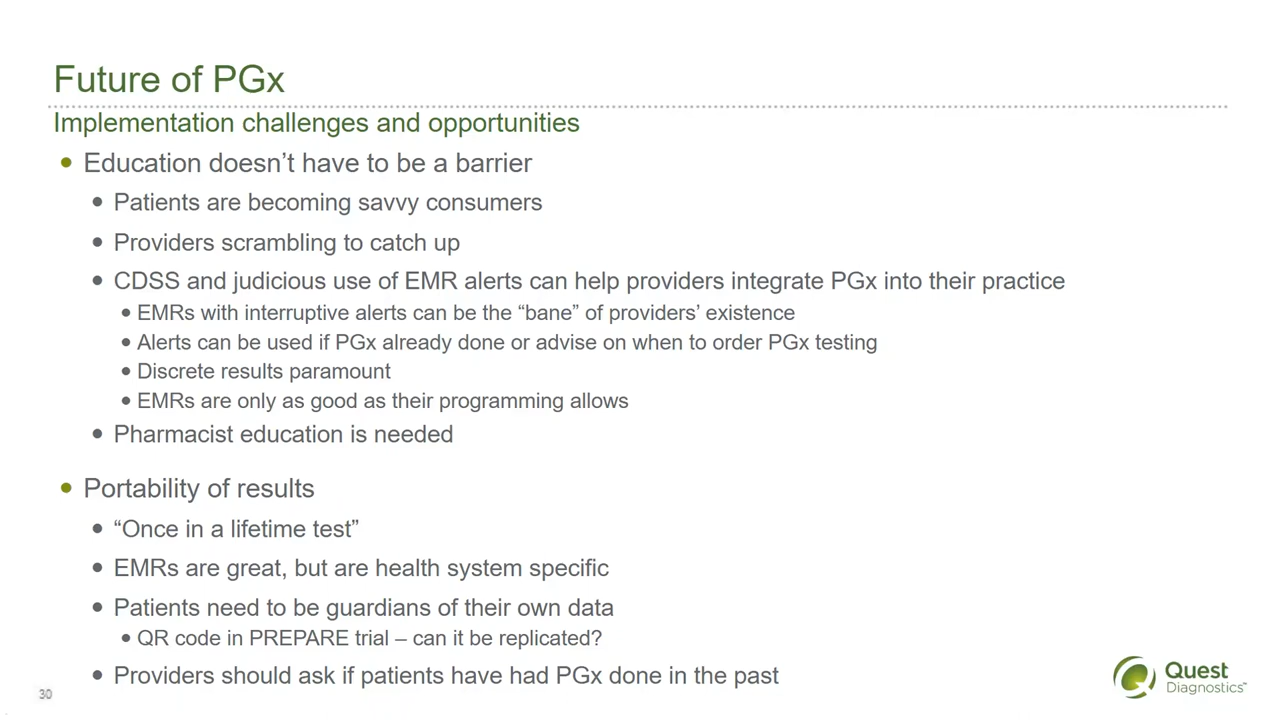 Future of PGx
Implementation challenges and opportunities
• Education doesn’t have to be a barrier
• Patients are becoming savvy consumers
• Providers scrambling to catch up
• CDSS and judicious use of EMR alerts can help providers integrate PGx into their practice
• EMRs with interruptive alerts can be the “bane” of providers’ existence
• Alerts can be used if PGx already done or advise on when to order PGx testing
• Discrete results paramount
• EMRs are only as good as their programming allows
• Pharmacist education is needed
• Portability of results
• “Once in a lifetime test”
• EMRs are great, but are health system specific
• Patients need to be guardians of their own data
• QR code in PREPARE trial – can it be replicated?
• Providers should ask if patients have had PGx done in the past
30
Quest
Diagnostics™